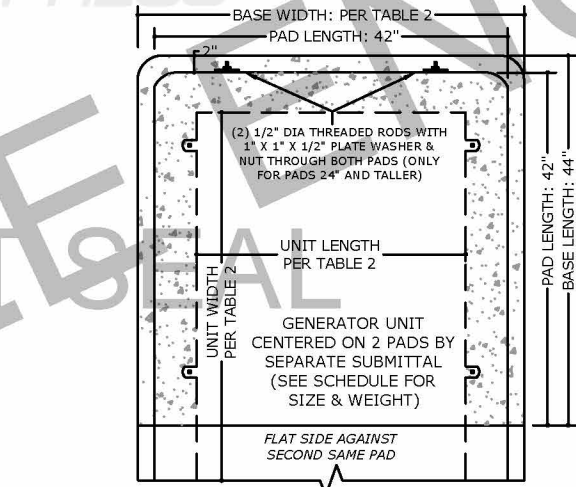 BASE WIDTH: PER TABLE 2
PAD LENGTH: 42"
2"
(2) 1/2" DIA THREADED RODS WITH
1" X 1" X 1/2" PLATE WASHER &
NUT THROUGH BOTH PADS (ONLY
FOR PADS 24" AND TALLER)
UNIT LENGTH
PER TABLE 2
UNIT WIDTH
PER TABLE 2
GENERATOR UNIT
CENTERED ON 2 PADS BY
SEPARATE SUBMITTAL
(SEE SCHEDULE FOR
SIZE & WEIGHT)
PAD LENGTH: 42"
BASE LENGTH: 44"
FLAT SIDE AGAINST
SECOND SAME PAD
SEAL